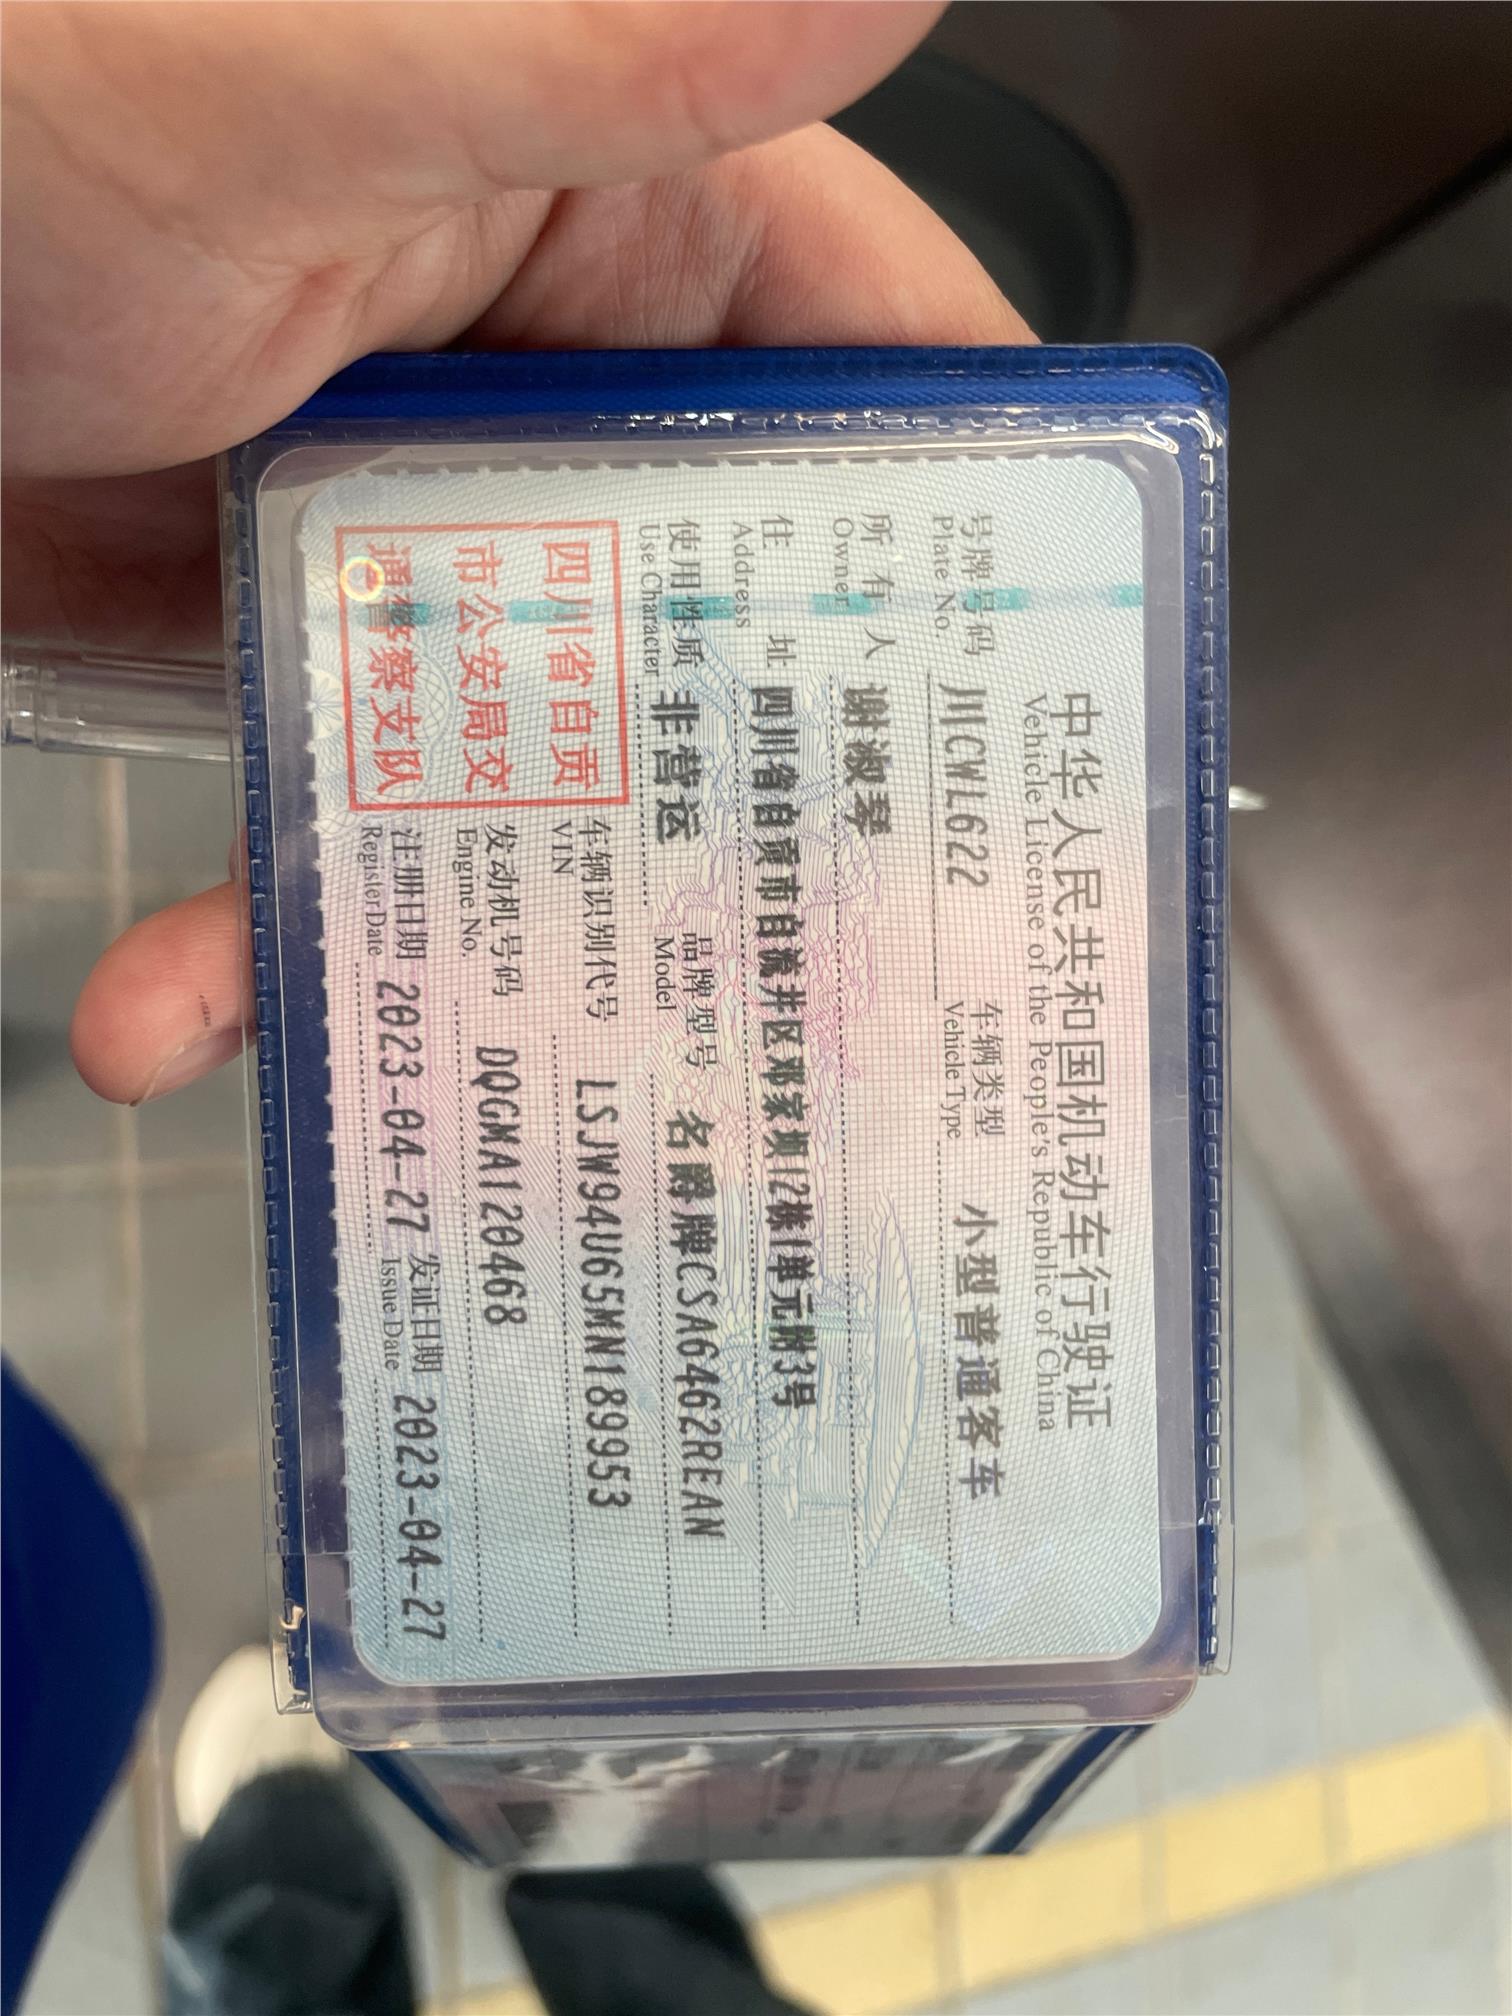 中华人民共和国机动车行驶证
Vehicle License of the People's Republic of China
号牌号码 川CWL622 车辆类型 小型普通客车
Plate No. Vehicle Type
所有人 谢淑琴
Owner
住址 四川省自贡市自流井区邓家坝12栋1单元附3号
Address
使用性质 非营运 品牌型号 名爵牌CSA6462REAN
Use Character Model
四川省自贡
市公安局交
通警察支队
车辆识别代号 LSJW94U65MN189953
VIN
发动机号码 DQGMA120468
Engine No.
注册日期 2023-04-27 发证日期 2023-04-27
Register Date Issue Date